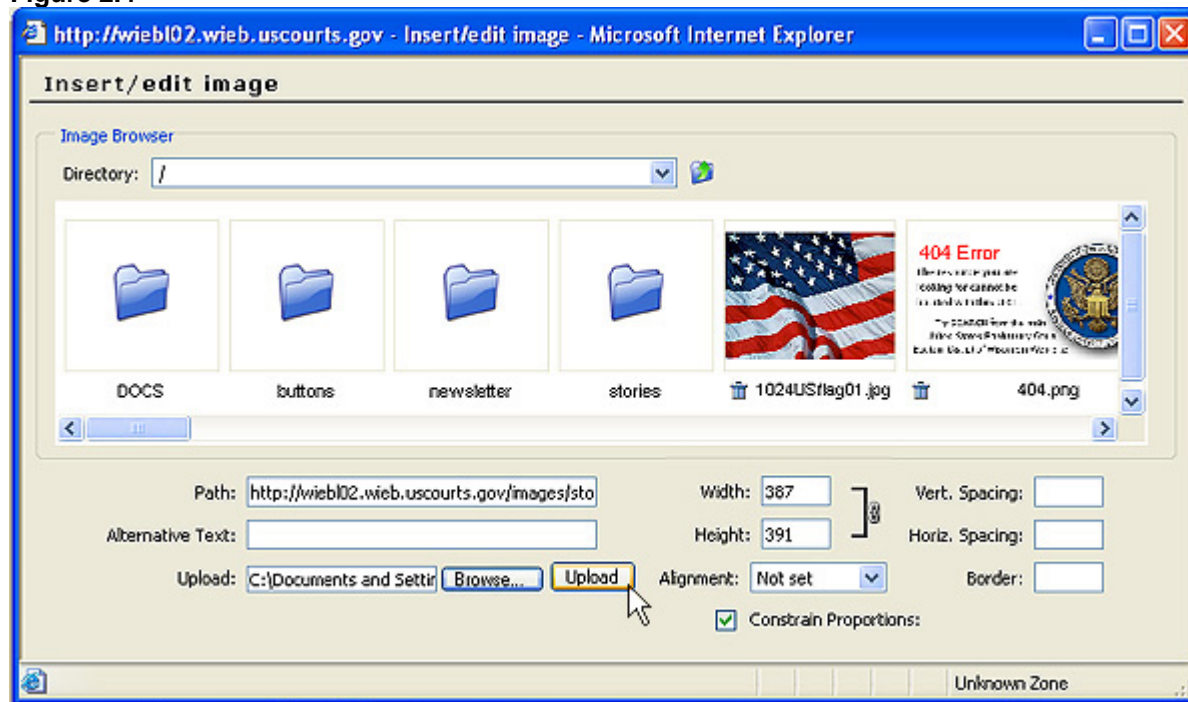 http://wiebl02.wieb.uscourts.gov - Insert/edit image - Microsoft Internet Explorer
Insert/edit image
Image Browser
Directory: /
404 Error
DOCS
buttons
newsletter
stories
1024USflag01.jpg
404.png
Path: http://wiebl02.wieb.uscourts.gov/images/sto
Width: 387
Vert. Spacing:
Alternative Text:
Height: 391
Horiz. Spacing:
Upload: C:\Documents and Settin
Browse...
Upload
Alignment: Not set
Border:
Constrain Proportions:
Unknown Zone